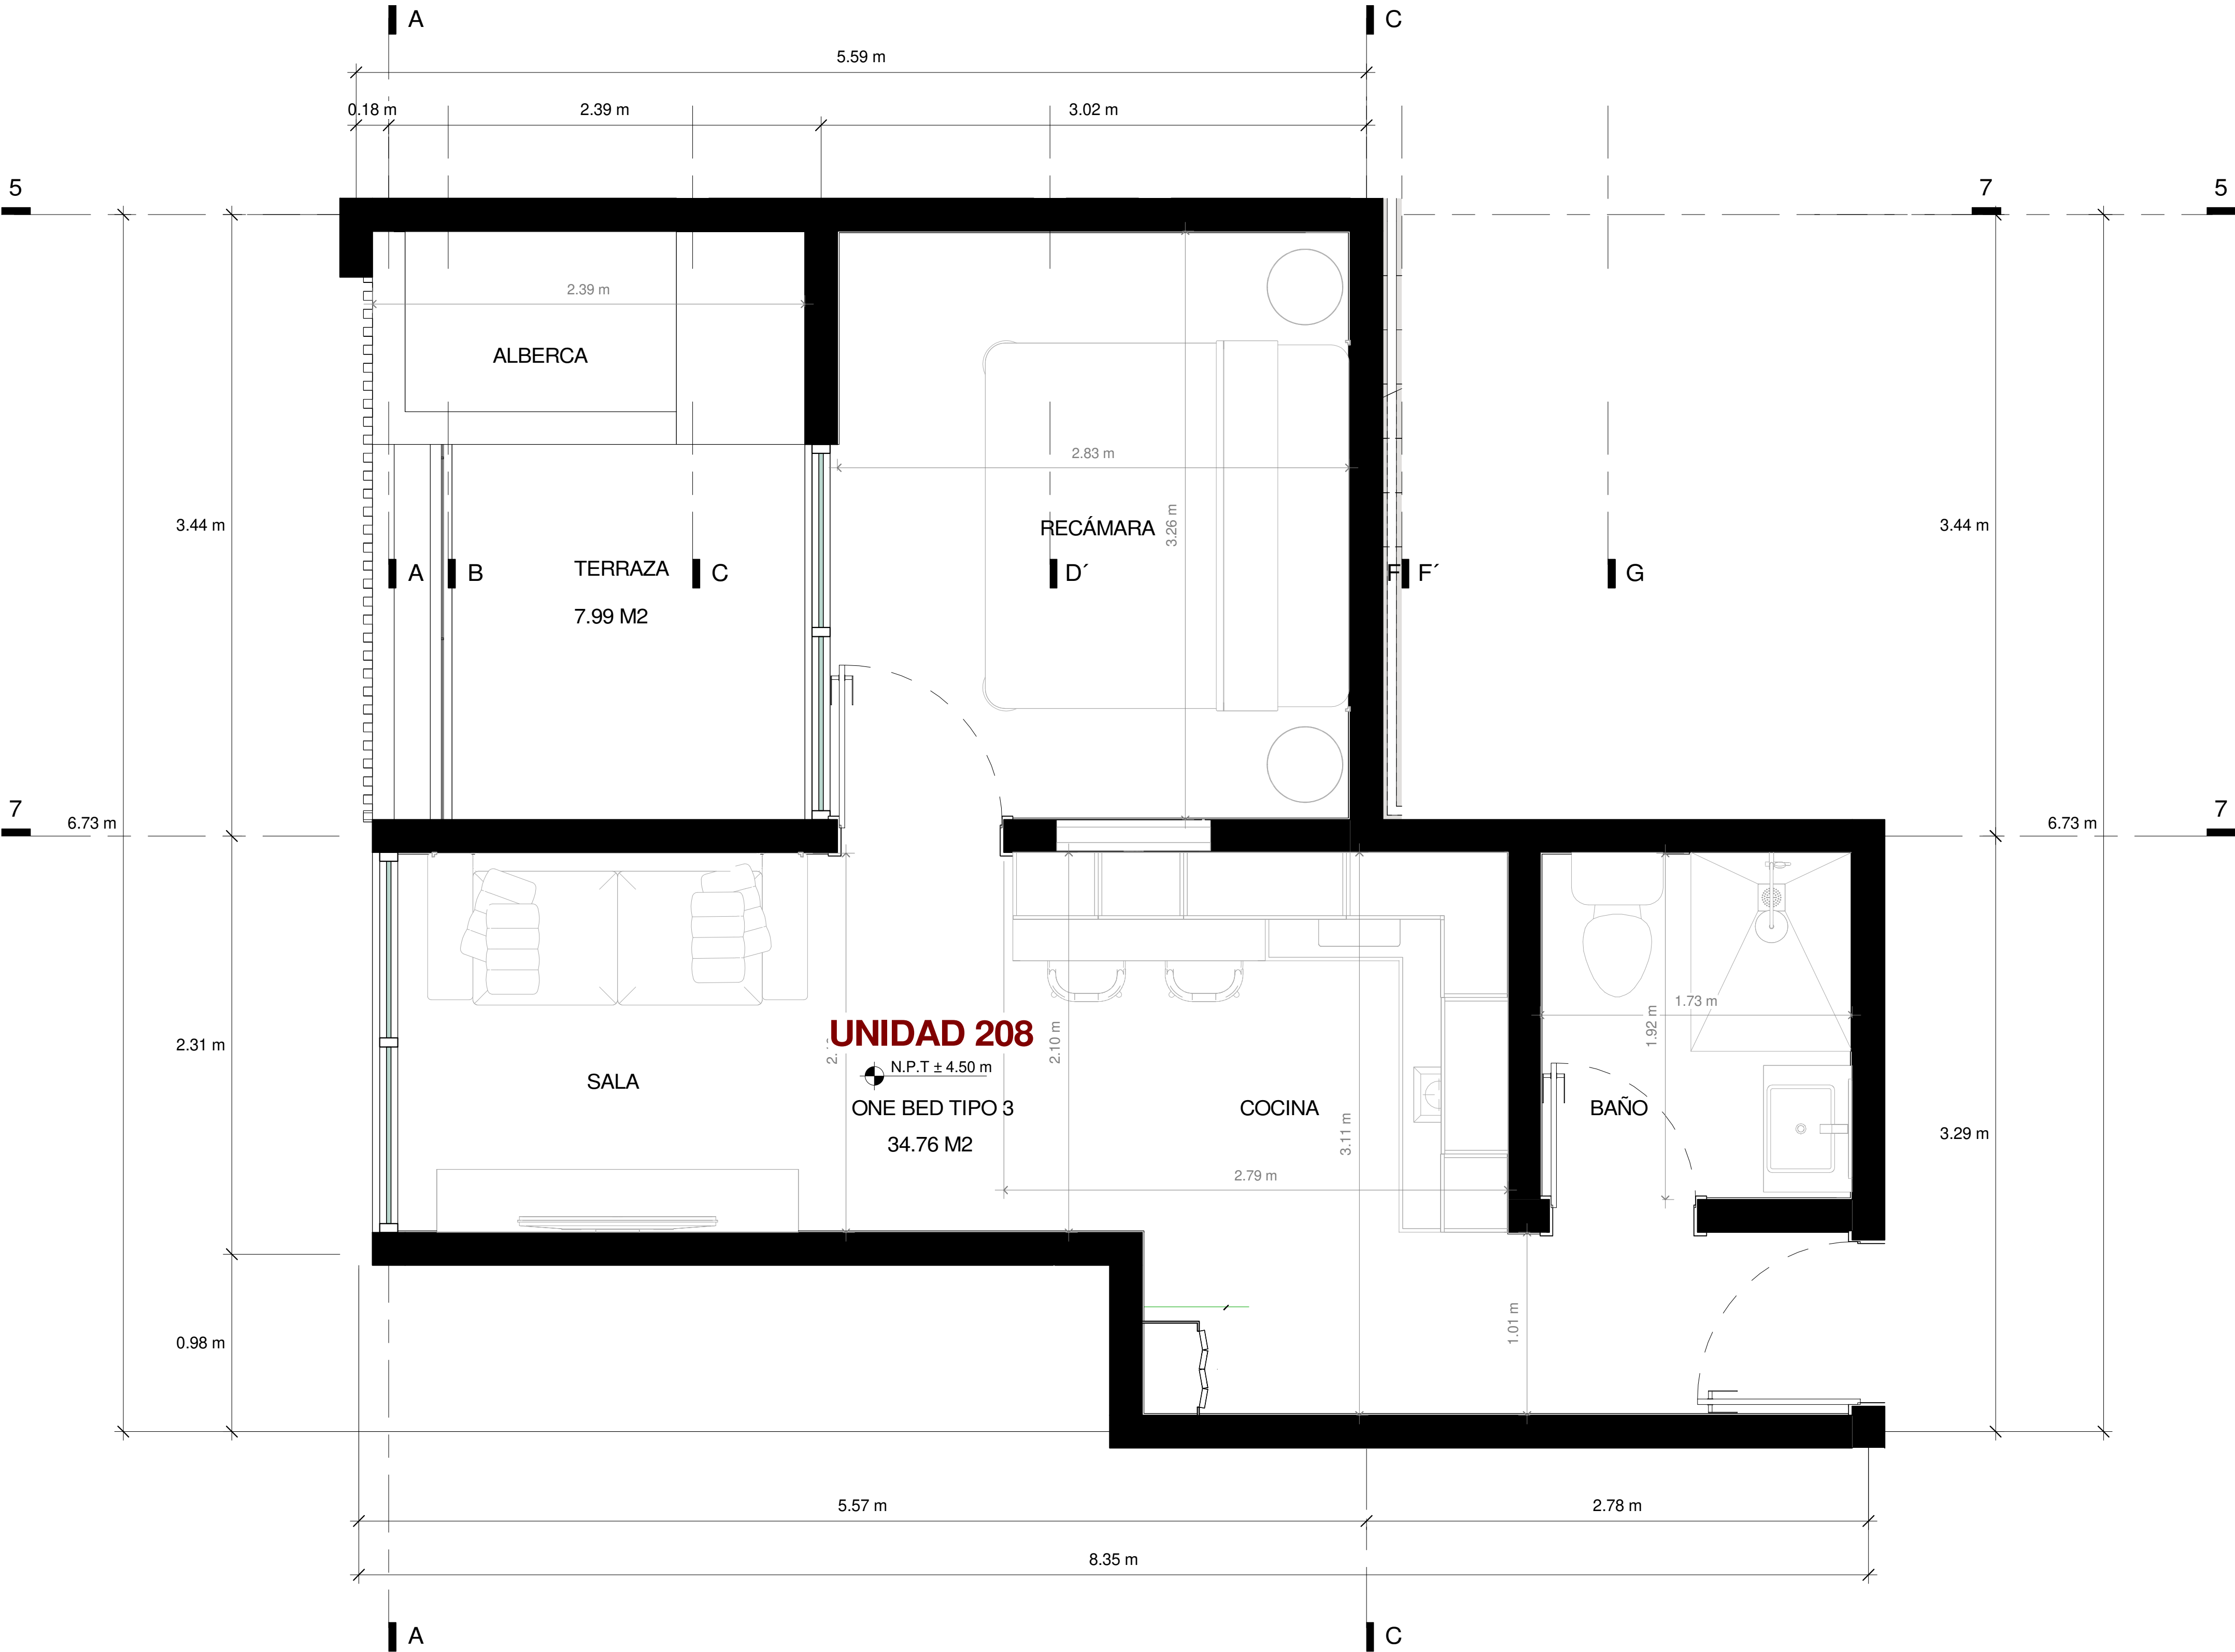 A
C
5.59 m
0.18 m
2.39 m
3.02 m
5
7
5
2.39 m
ALBERCA
2.83 m
3.44 m
RECÁMARA
3.26 m
3.44 m
TERRAZA
A
B
C
D´
F
F´
G
7.99 M2
7
6.73 m
6.73 m
7
1.73 m
UNIDAD 208
2.10 m
1.92 m
2.31 m
N.P.T ± 4.50 m
SALA
ONE BED TIPO 3
COCINA
BAÑO
3.11 m
3.29 m
34.76 M2
2.79 m
1.01 m
0.98 m
5.57 m
2.78 m
8.35 m
A
C